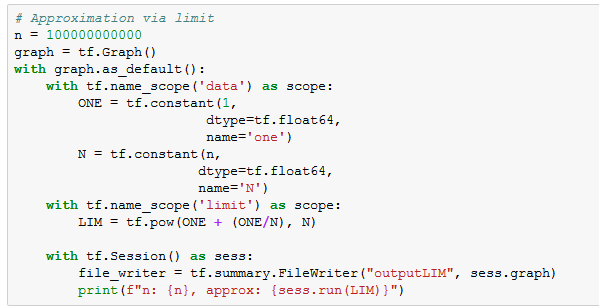 # Approximation via limit
n = 100000000000
graph = tf.Graph()
with graph.as_default():
    with tf.name_scope('data') as scope:
        ONE = tf.constant(1,
                         dtype=tf.float64,
                         name='one')
        N = tf.constant(n,
                        dtype=tf.float64,
                        name='N')
    with tf.name_scope('limit') as scope:
        LIM = tf.pow(ONE + (ONE/N), N)

    with tf.Session() as sess:
        file_writer = tf.summary.FileWriter("outputLIM", sess.graph)
        print(f"n: {n}, approx: {sess.run(LIM)}")